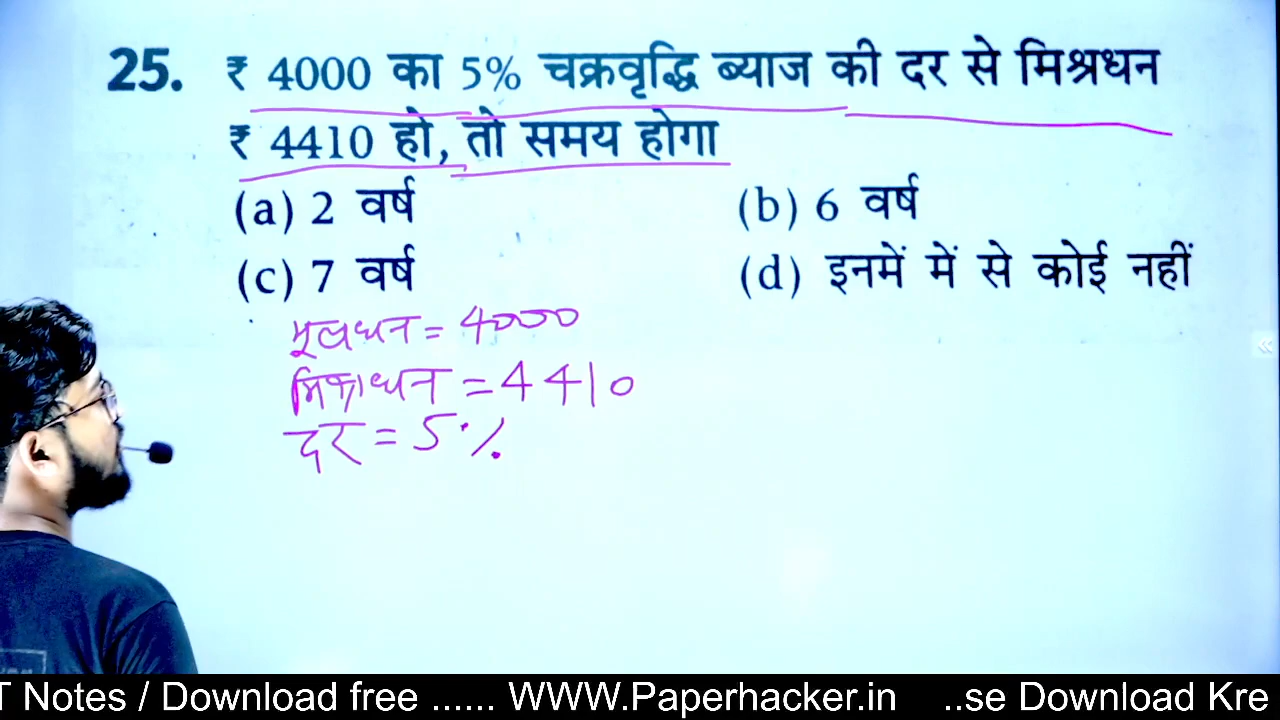 25. ₹ 4000 का 5% चक्रवृद्धि ब्याज की दर से मिश्रधन
₹ 4410 हो, तो समय होगा
(a) 2 वर्ष (b) 6 वर्ष
(c) 7 वर्ष (d) इनमें में से कोई नहीं
मूलधन = 4000
= 4410
दर = 5%
«
T Notes / Download free ...... WWW.Paperhacker.in ..se Download Kre